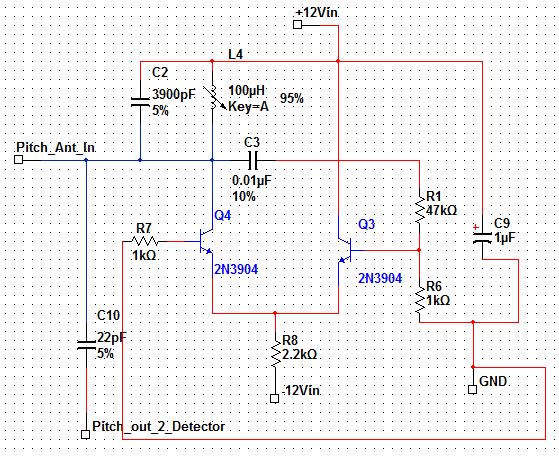 +12Vin
L4
C2
3900pF
5%
100µH
Key=A
95%
Pitch_Ant_In
C3
0.01µF
10%
R1
47kΩ
Q4
Q3
C9
+
1µF
R7
1kΩ
2N3904
2N3904
R6
1kΩ
C10
22pF
5%
R8
2.2kΩ
-12Vin
GND
Pitch_out_2_Detector